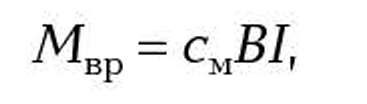 Mвр = cмBI,